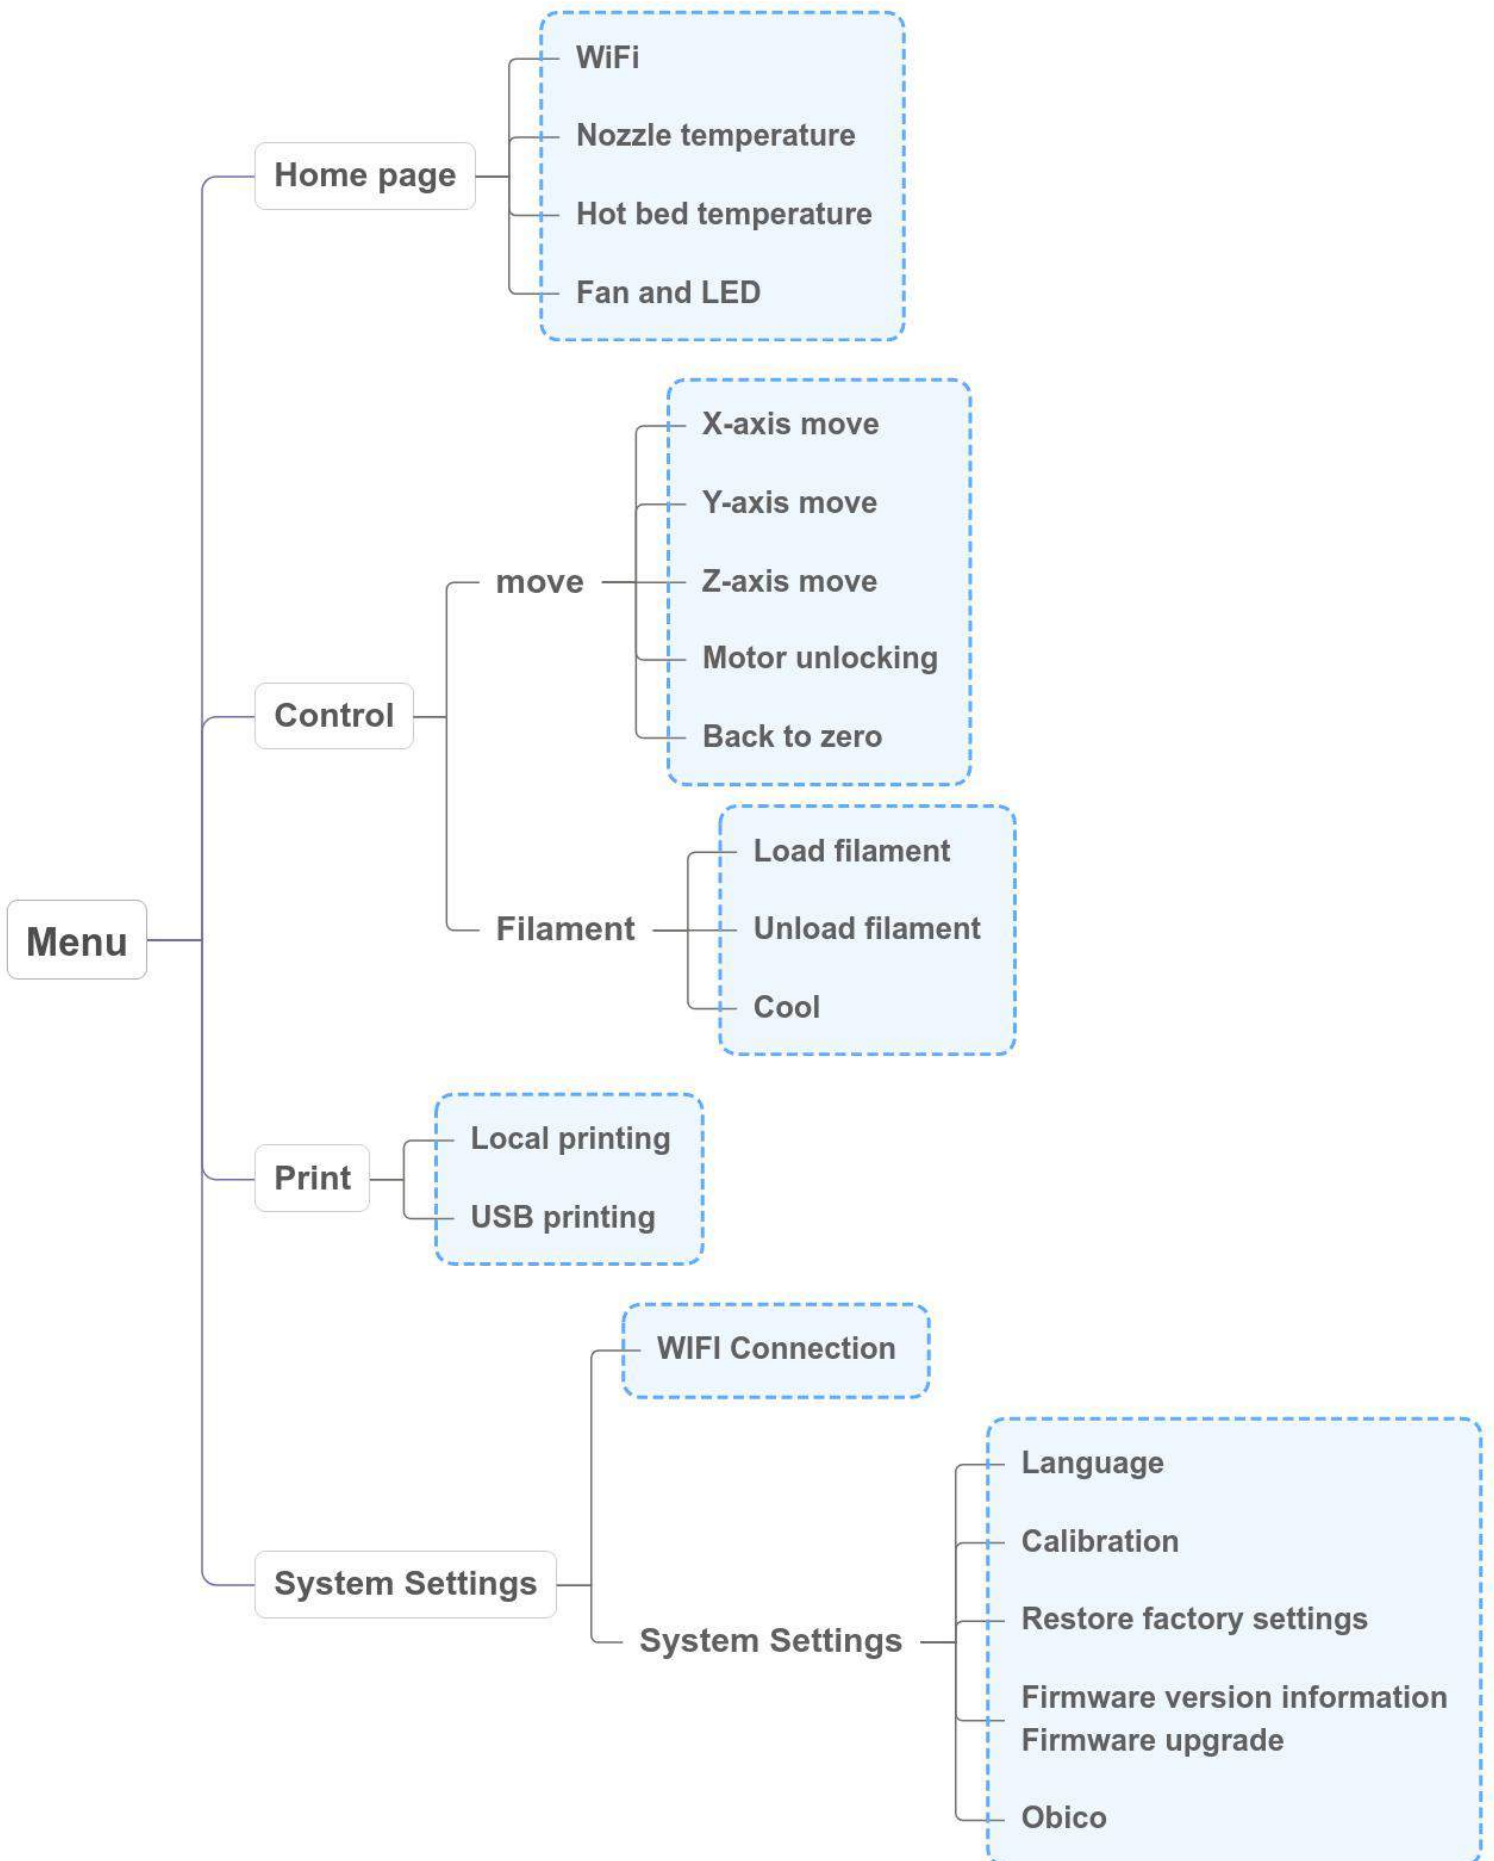 Menu
Home page
WiFi
Nozzle temperature
Hot bed temperature
Fan and LED
Control
move
X-axis move
Y-axis move
Z-axis move
Motor unlocking
Back to zero
Filament
Load filament
Unload filament
Cool
Print
Local printing
USB printing
System Settings
WIFI Connection
System Settings
Language
Calibration
Restore factory settings
Firmware version information
Firmware upgrade
Obico